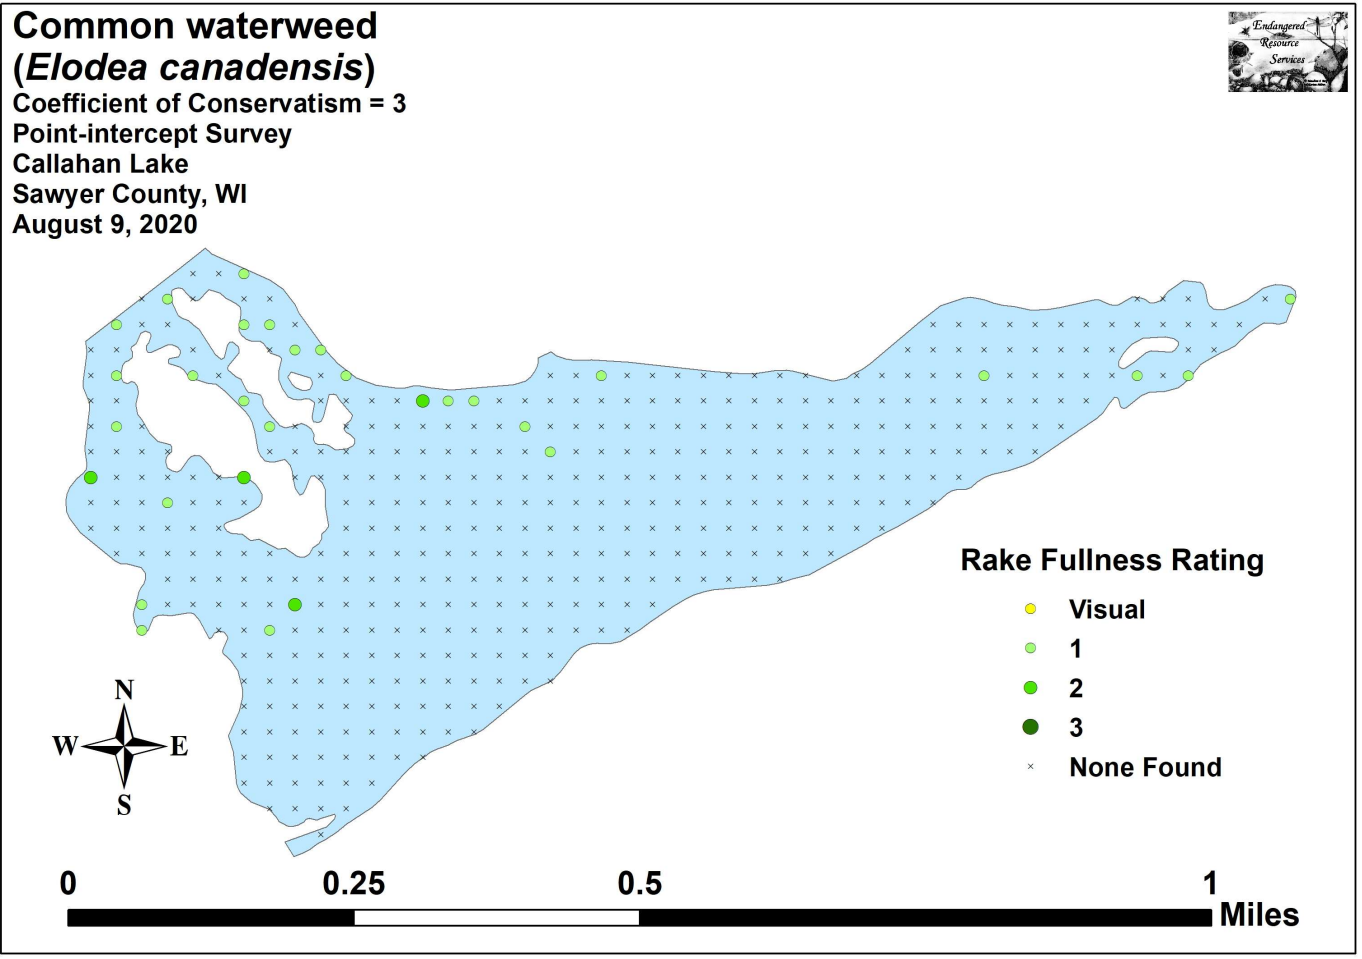 Common waterweed
(Elodea canadensis)
Coefficient of Conservatism = 3
Point-intercept Survey
Callahan Lake
Sawyer County, WI
August 9, 2020
Endangered
Resource
Services
Rake Fullness Rating
Visual
1
2
3
None Found
N
W E
S
0 0.25 0.5 1
Miles